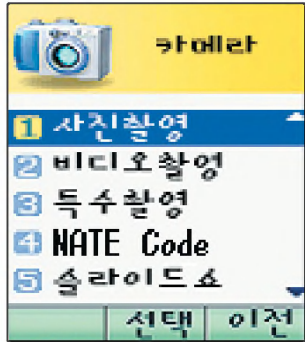 카메라
1 사진촬영
2 비디오촬영
3 특수촬영
4 NATE Code
5 슬라이드쇼
선택 이전